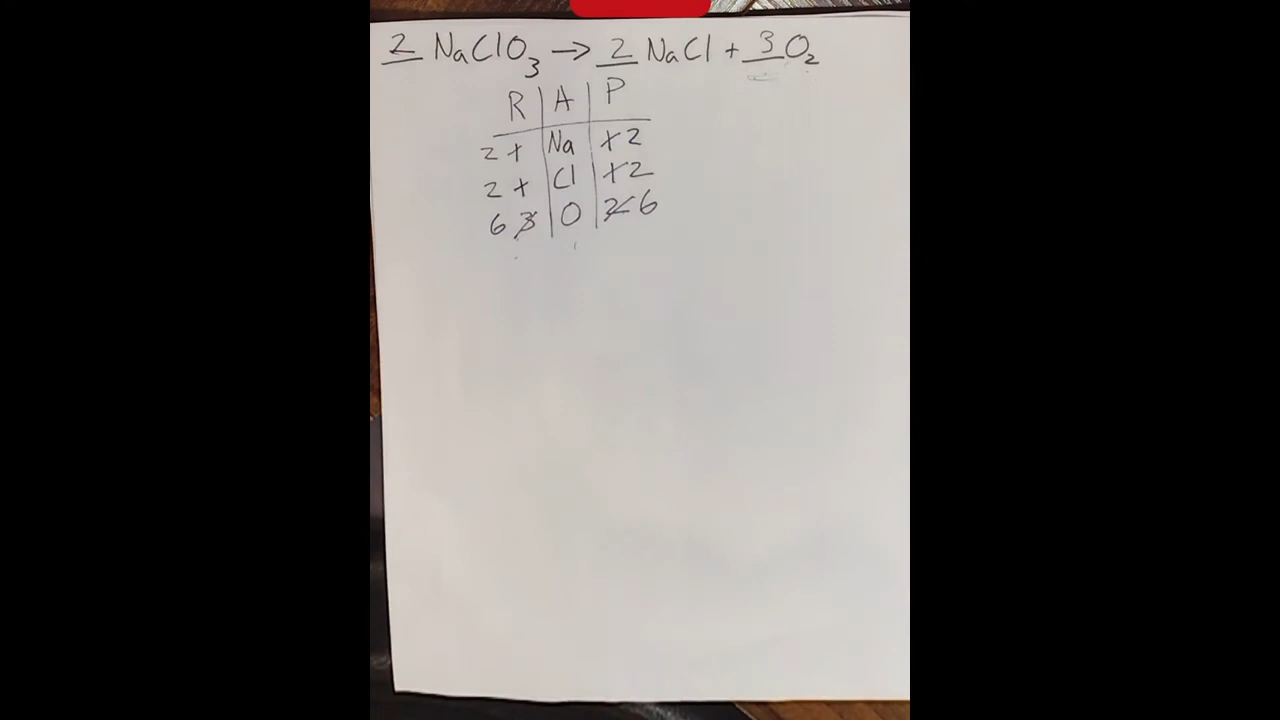 2 NaClO3 → 2 NaCl + 3 O2
R A P
2 1 Na 1 2
2 1 Cl 1 2
6 3 O 2 6